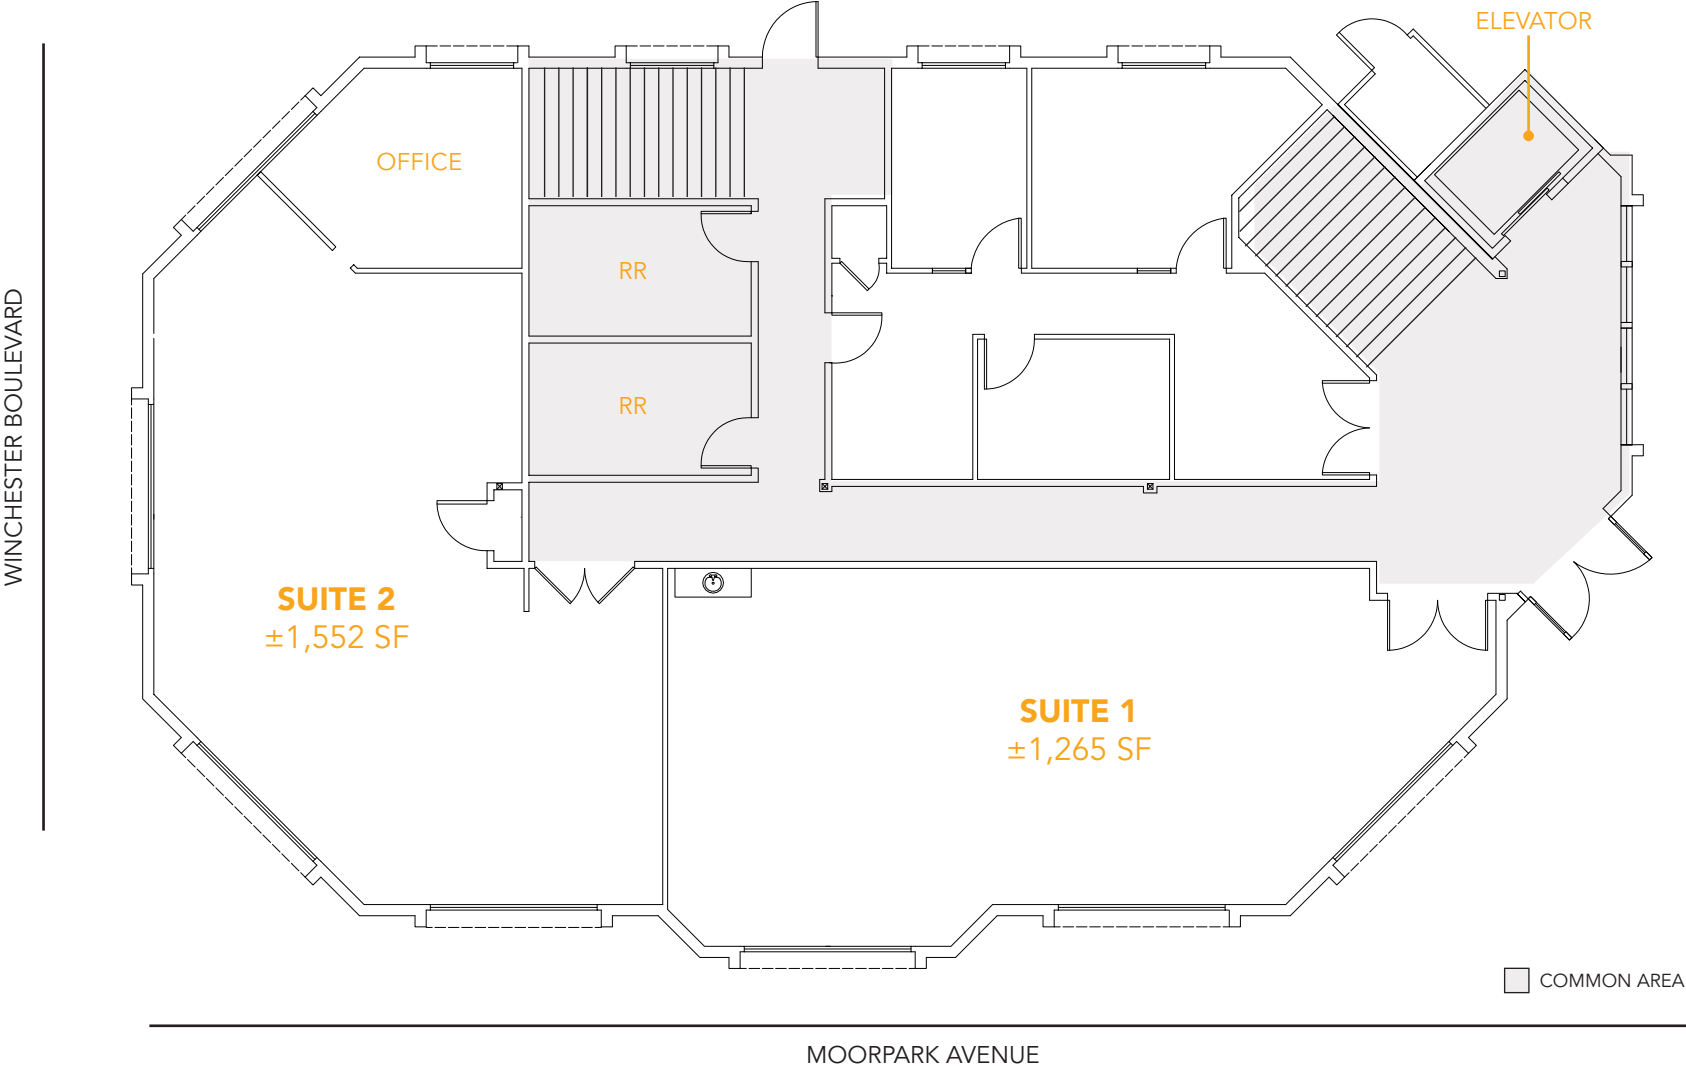 ELEVATOR
OFFICE
RR
RR
WINCHESTER BOULEVARD
SUITE 2
±1,552 SF
SUITE 1
±1,265 SF
COMMON AREA
MOORPARK AVENUE